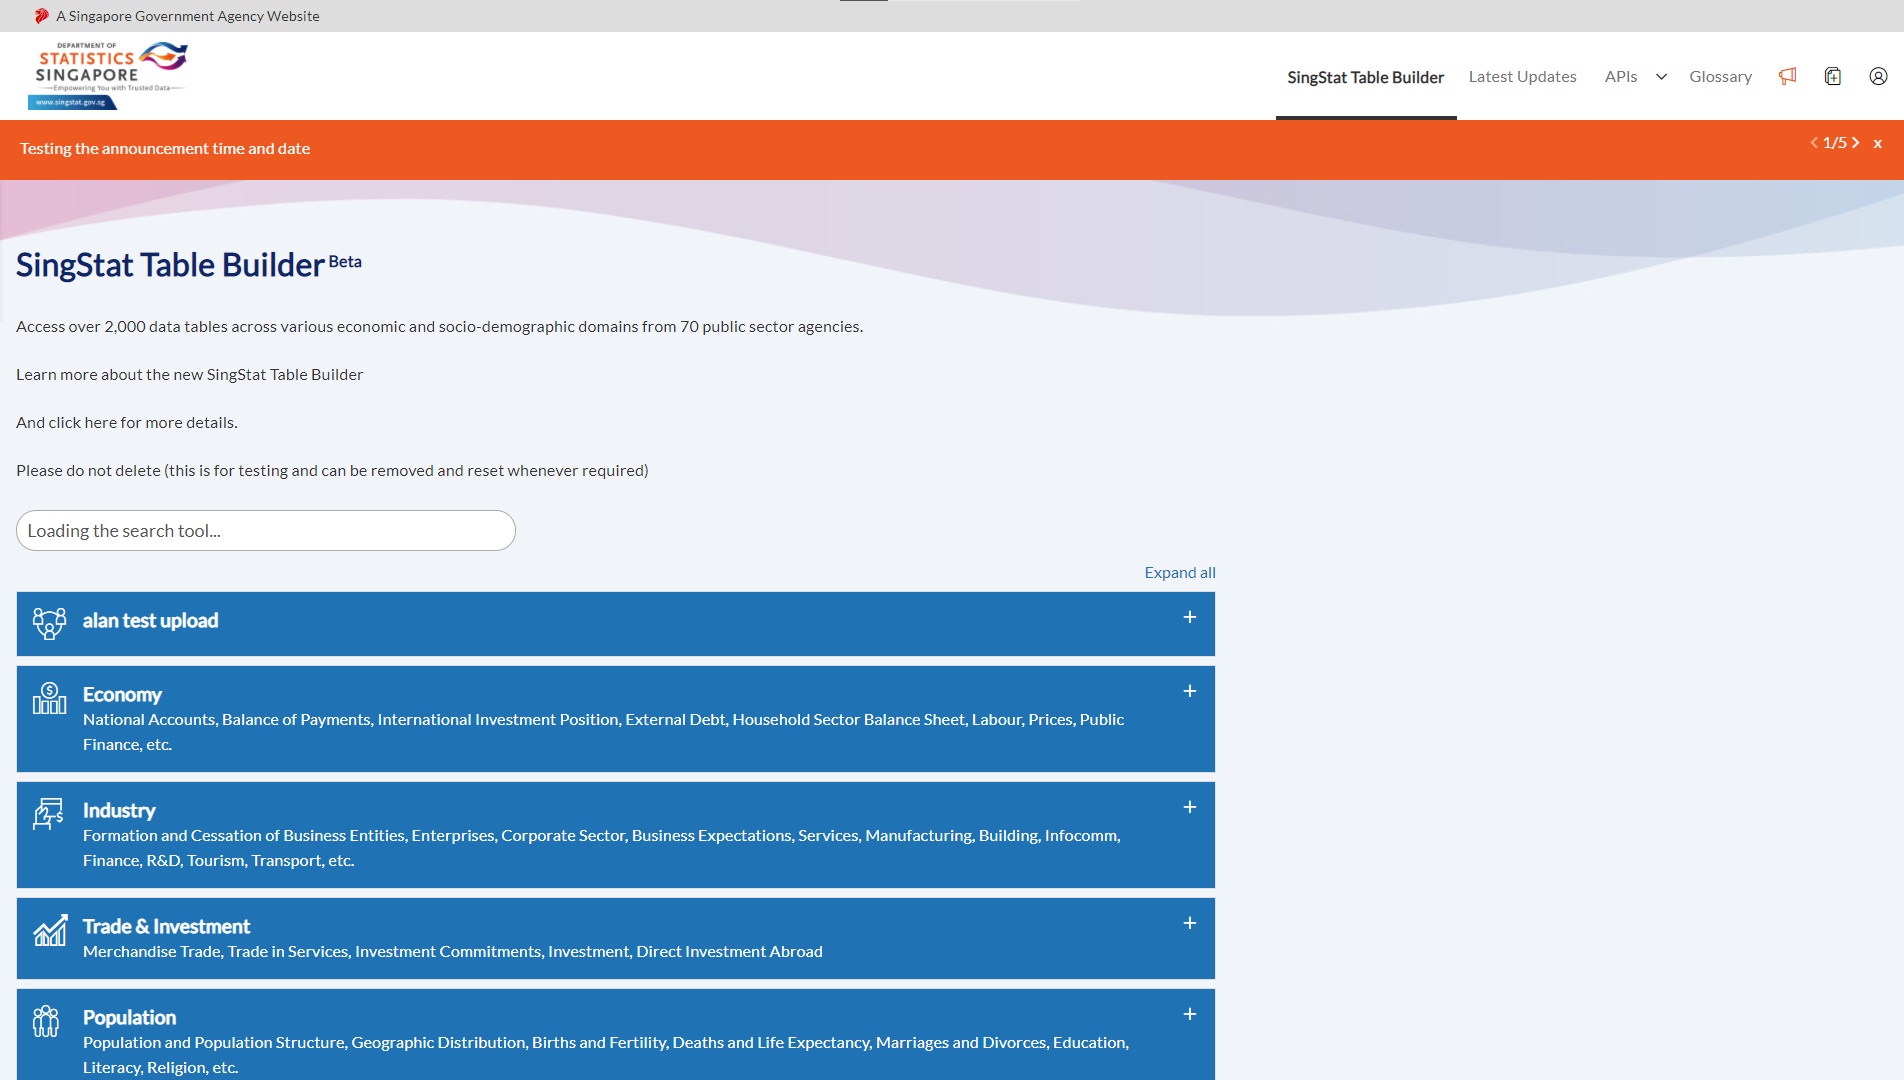 A Singapore Government Agency Website
DEPARTMENT OF
STATISTICS
SINGAPORE
Empowering You with Trusted Data
www.singstat.gov.sg
SingStat Table Builder
Latest Updates
APIs
Glossary
Testing the announcement time and date
1/5
x
SingStat Table Builder Beta
Access over 2,000 data tables across various economic and socio-demographic domains from 70 public sector agencies.
Learn more about the new SingStat Table Builder
And click here for more details.
Please do not delete (this is for testing and can be removed and reset whenever required)
Loading the search tool...
Expand all
alan test upload
Economy
National Accounts, Balance of Payments, International Investment Position, External Debt, Household Sector Balance Sheet, Labour, Prices, Public
Finance, etc.
Industry
Formation and Cessation of Business Entities, Enterprises, Corporate Sector, Business Expectations, Services, Manufacturing, Building, Infocomm,
Finance, R&D, Tourism, Transport, etc.
Trade & Investment
Merchandise Trade, Trade in Services, Investment Commitments, Investment, Direct Investment Abroad
Population
Population and Population Structure, Geographic Distribution, Births and Fertility, Deaths and Life Expectancy, Marriages and Divorces, Education,
Literacy, Religion, etc.